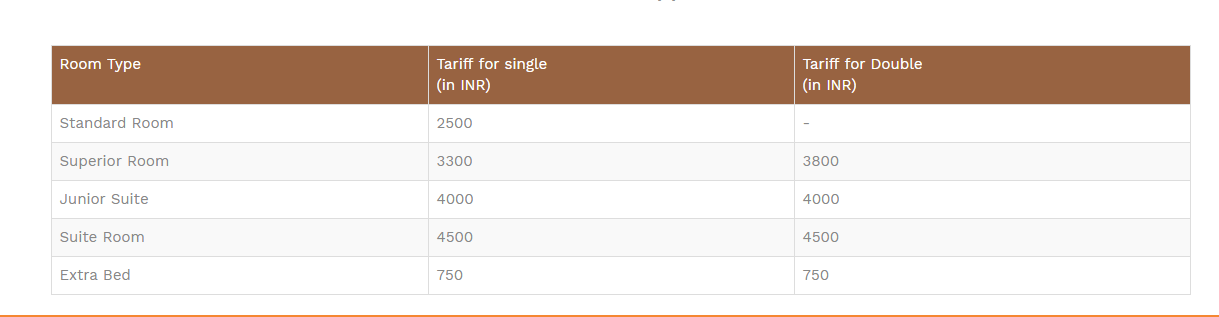 Room Type Tariff for single Tariff for Double
(in INR) (in INR)
Standard Room 2500 -
Superior Room 3300 3800
Junior Suite 4000 4000
Suite Room 4500 4500
Extra Bed 750 750